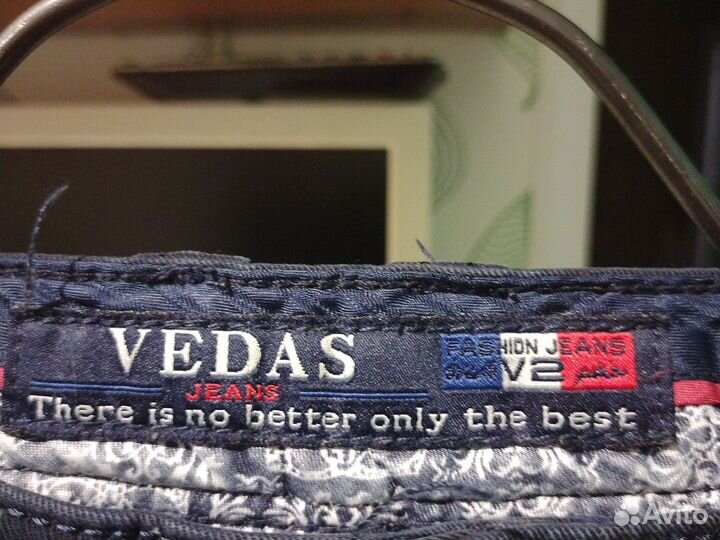 VEDAS
JEANS
FASHION JEANS
V2
There is no better only the best
Avito